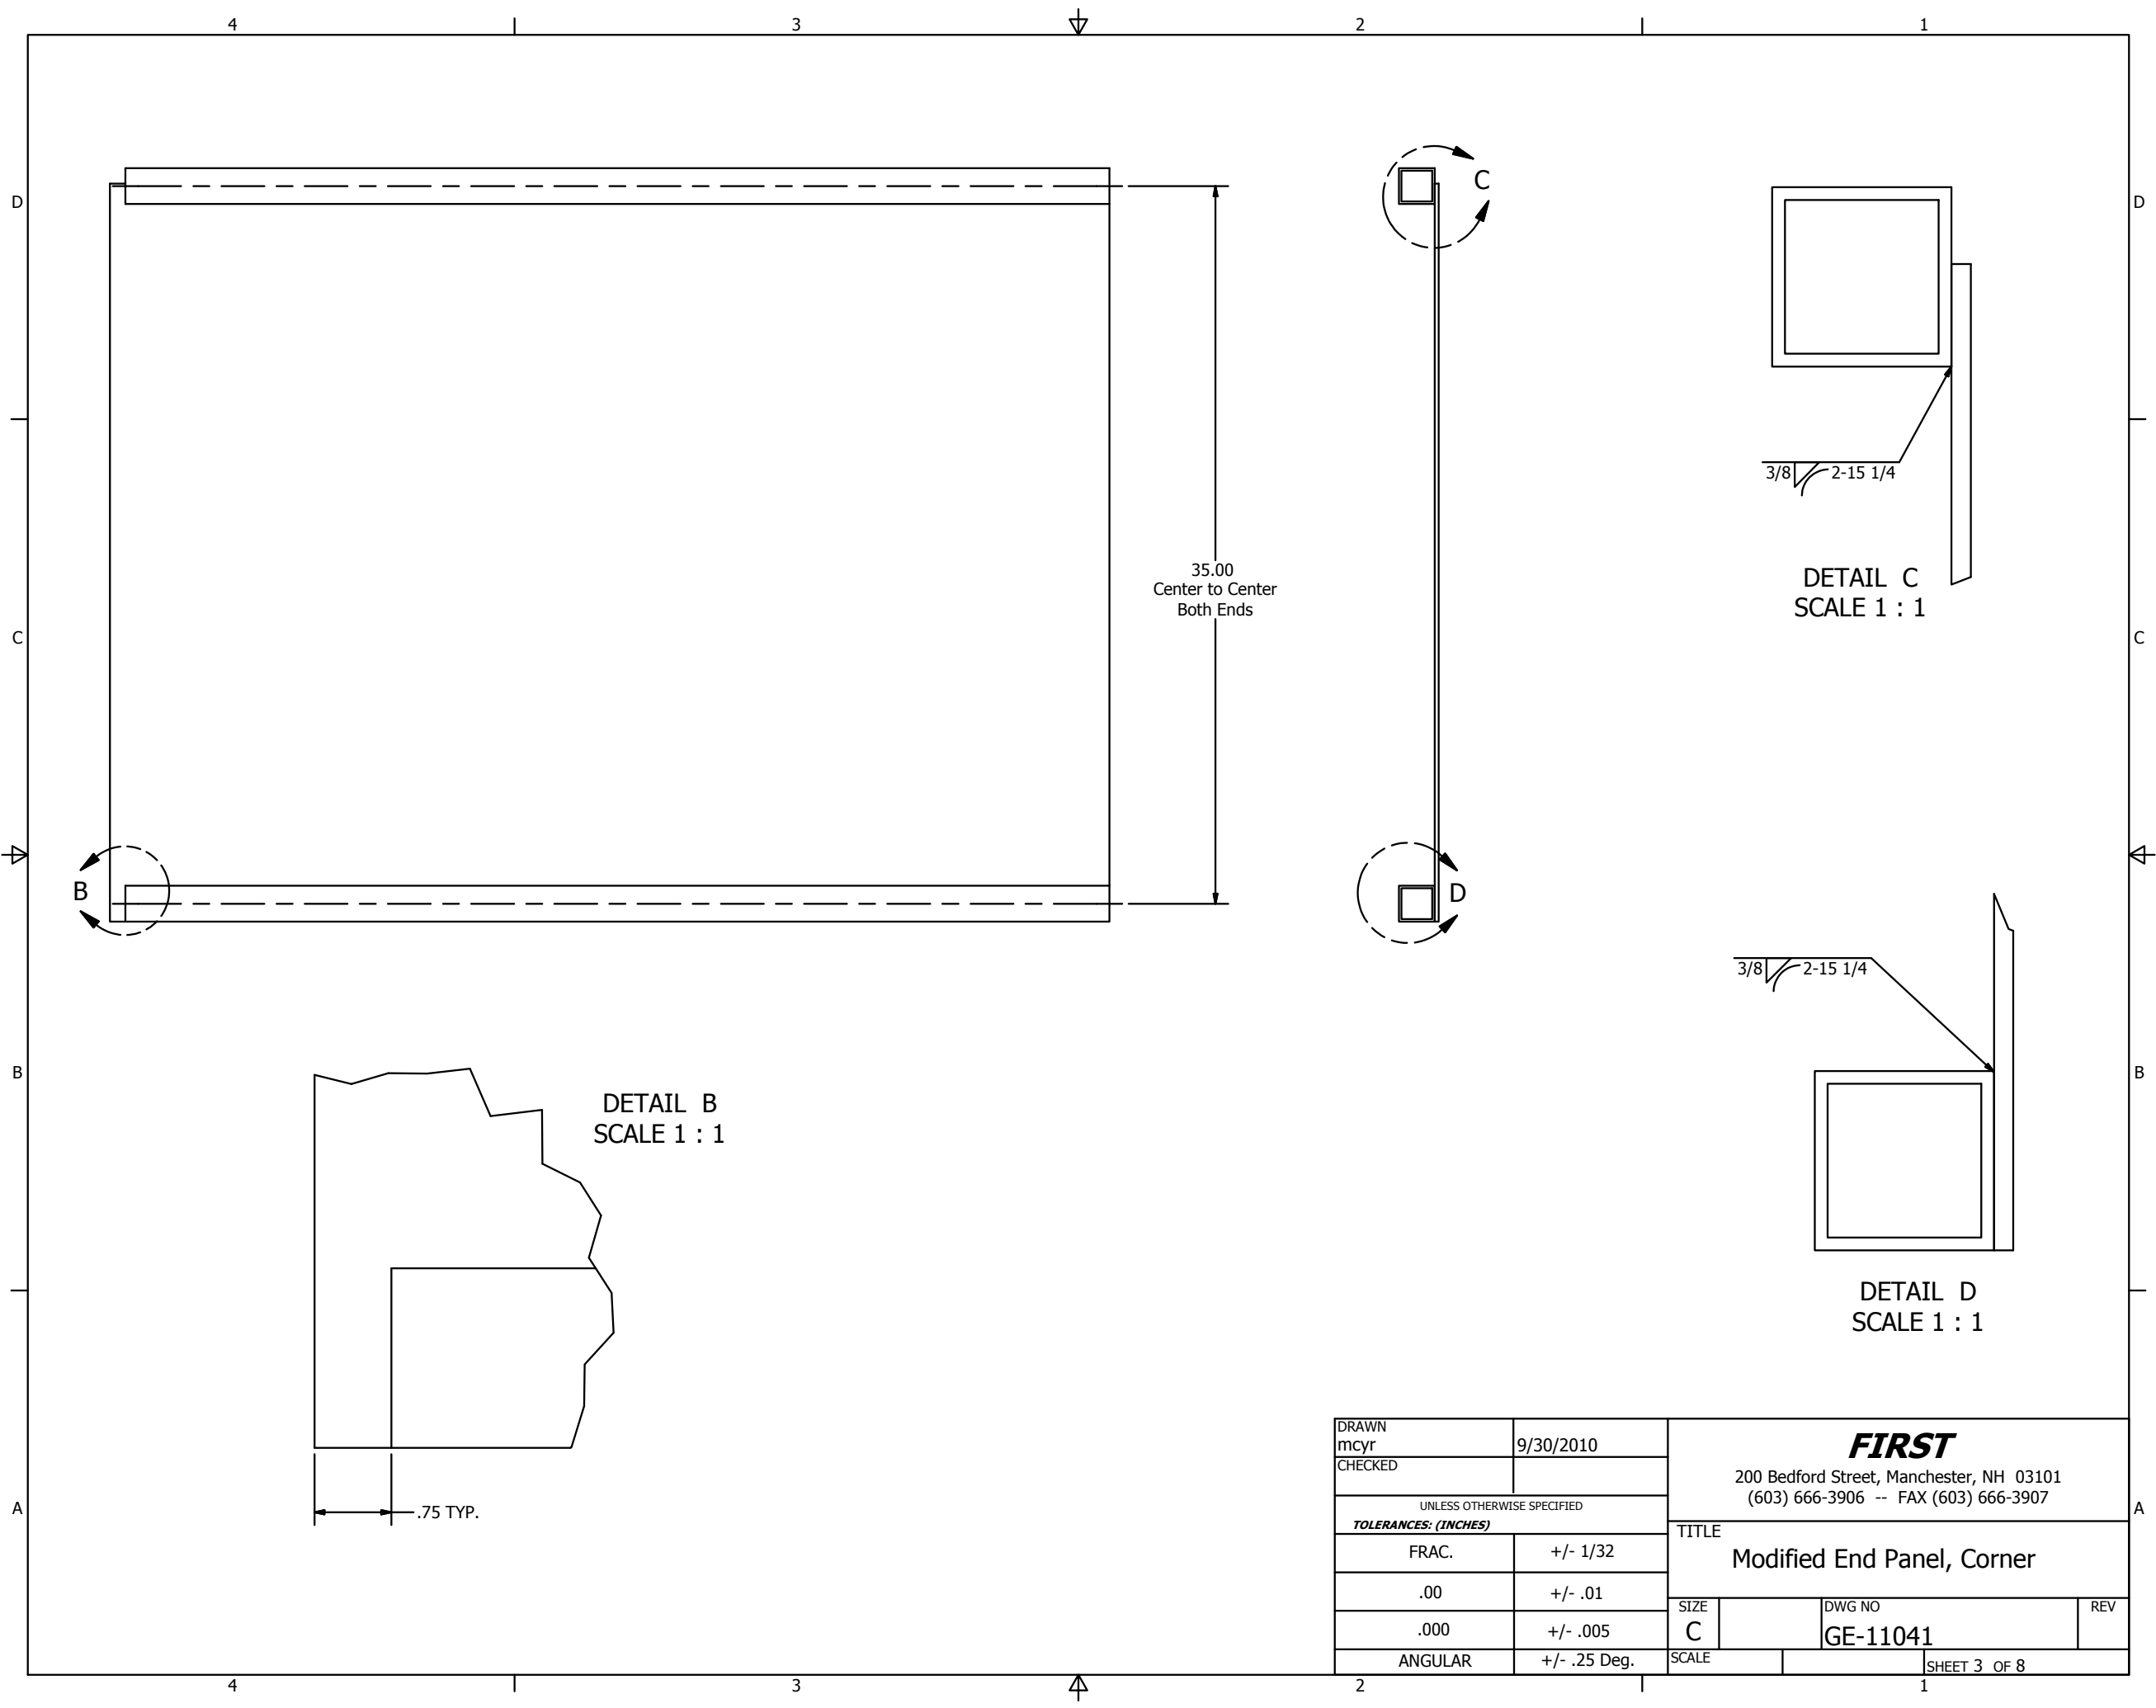 4 3 2 1
D D
C
D
35.00
Center to Center
Both Ends
3/8 2-15 1/4
DETAIL C
SCALE 1 : 1
C C
B
D
3/8 2-15 1/4
B B
DETAIL B
SCALE 1 : 1
DETAIL D
SCALE 1 : 1
.75 TYP.
A A
DRAWN
mcyr 9/30/2010
CHECKED
UNLESS OTHERWISE SPECIFIED
TOLERANCES: (INCHES)
FRAC. +/- 1/32
.00 +/- .01
.000 +/- .005
ANGULAR +/- .25 Deg.
FIRST
200 Bedford Street, Manchester, NH 03101
(603) 666-3906 -- FAX (603) 666-3907
TITLE
Modified End Panel, Corner
SIZE
C
DWG NO
GE-11041
REV
SCALE
SHEET 3 OF 8
4 3 2 1